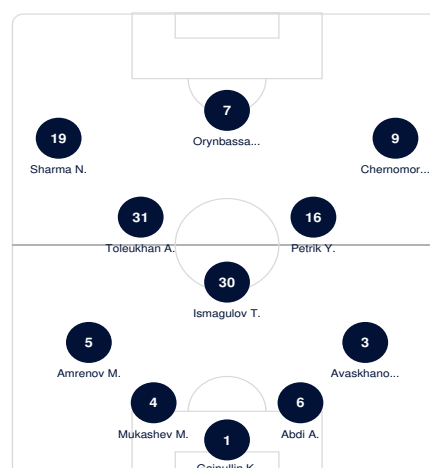 7
Orynbassa...
19
9
Sharma N.
Chernomor...
31
16
Toleukhan A.
Petrik Y.
30
Ismagulov T.
5
3
Amrenov M.
Avaskhano...
4
6
Mukashev M.
Abdi A.
1